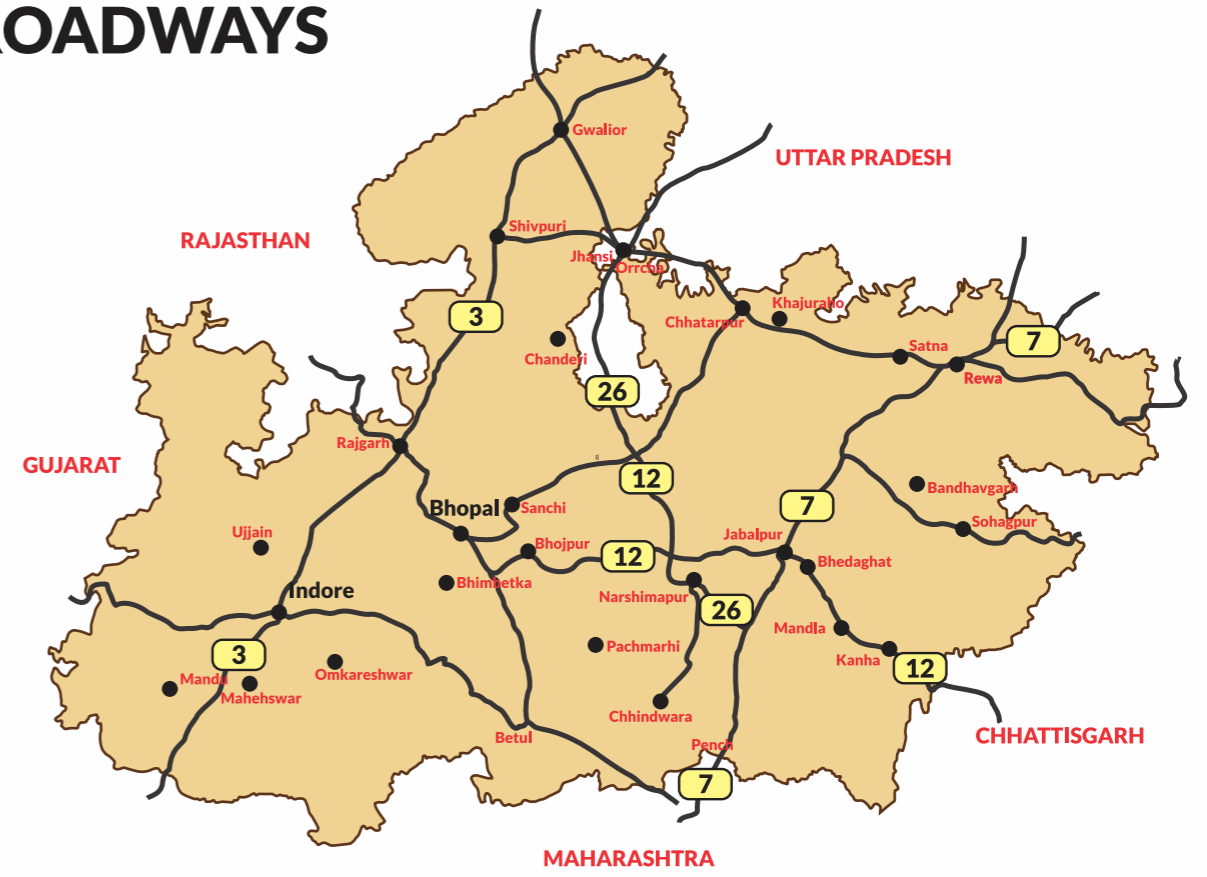 ROADWAYS
Gwalior
UTTAR PRADESH
Shivpuri
RAJASTHAN
Jhansi
Orrcha
Khajuraho
3
Chhatarpur
7
Satna
Chanderi
Rewa
26
Rajgarh
GUJARAT
12
Bandhavgarh
7
Bhopal
Sanchi
Sohagpur
Ujjain
Jabalpur
Bhojpur
12
Bhedaghat
Bhimbetka
Indore
Narshimapur
26
Mandla
Pachmarhi
3
Kanha
12
Omkareshwar
Mandu
Mahehswar
Chhindwara
Betul
Pench
CHHATTISGARH
7
MAHARASHTRA